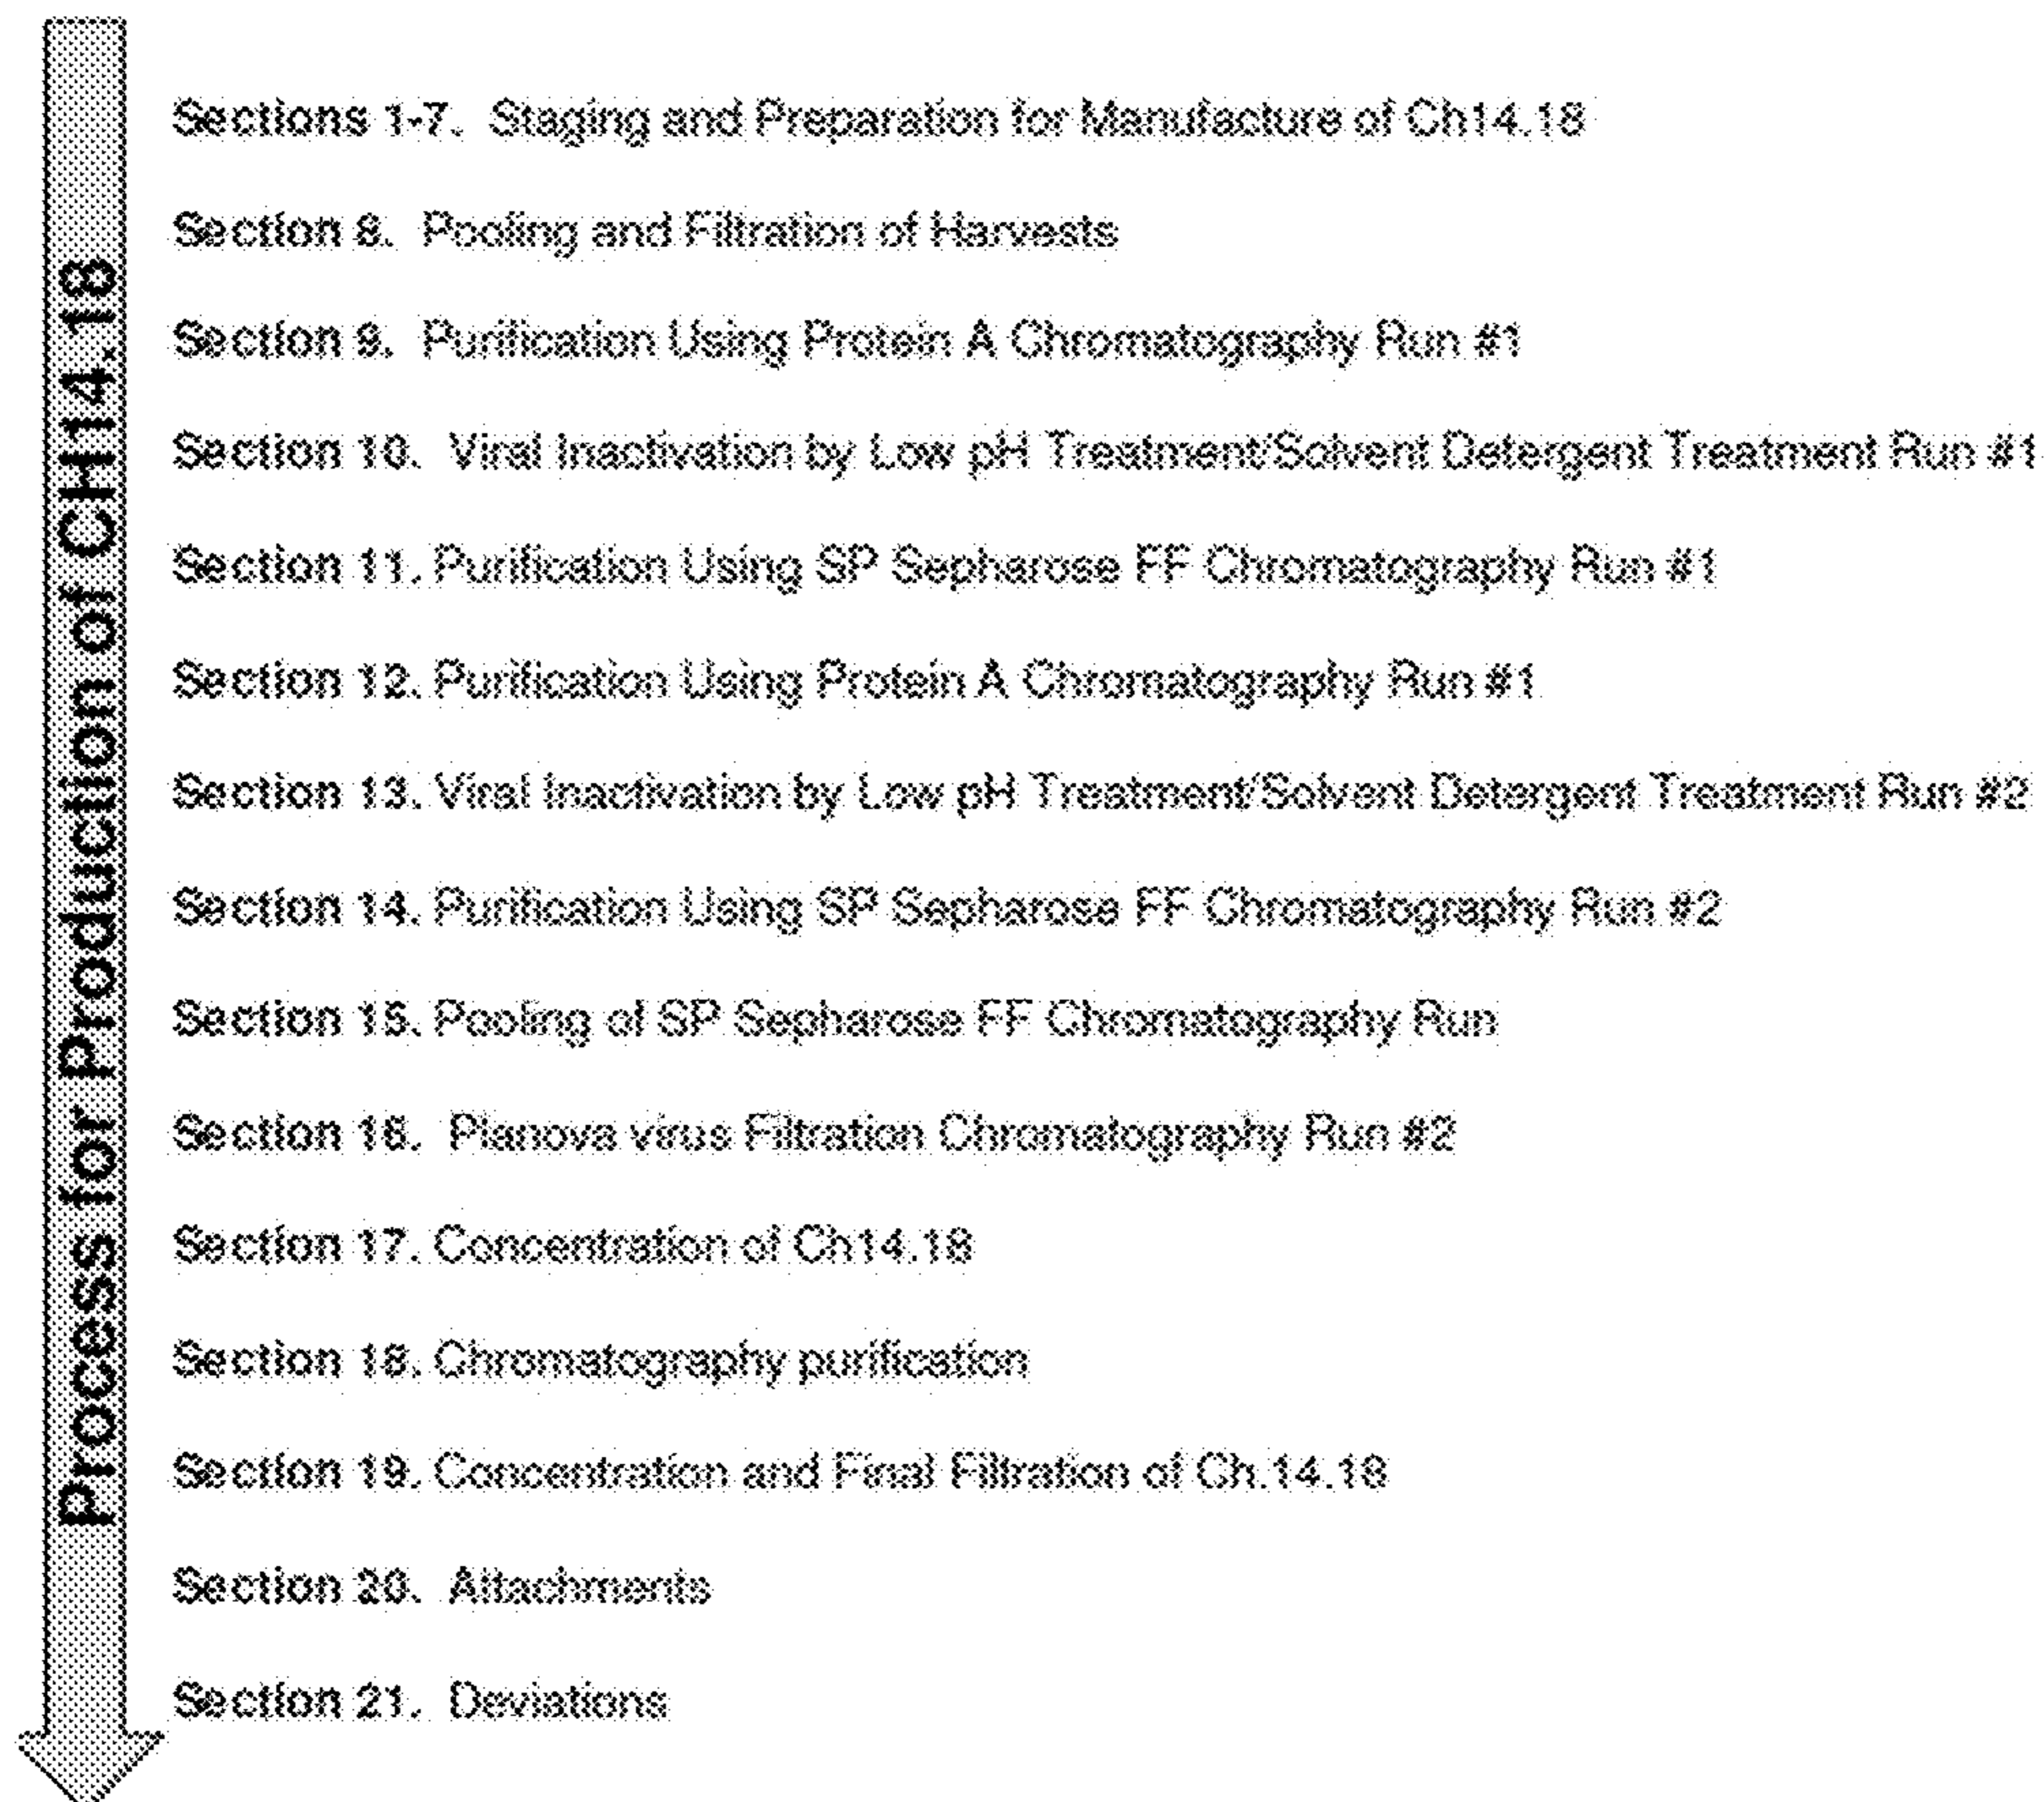 Process for Production of CH14.18
Sections 1-7. Staging and Preparation for Manufacture of Ch14.18
Section 8. Pooling and Filtration of Harvests
Section 9. Purification Using Protein A Chromatography Run #1
Section 10. Viral Inactivation by Low pH Treatment/Solvent Detergent Treatment Run #1
Section 11. Purification Using SP Sepharose FF Chromatography Run #1
Section 12. Purification Using Protein A Chromatography Run #1
Section 13. Viral Inactivation by Low pH Treatment/Solvent Detergent Treatment Run #2
Section 14. Purification Using SP Sepharose FF Chromatography Run #2
Section 15. Pooling of SP Sepharose FF Chromatography Run
Section 16. Planova virus Filtration Chromatography Run #2
Section 17. Concentration of Ch14.18
Section 18. Chromatography purification
Section 19. Concentration and Final Filtration of Ch.14.18
Section 20. Attachments
Section 21. Deviations